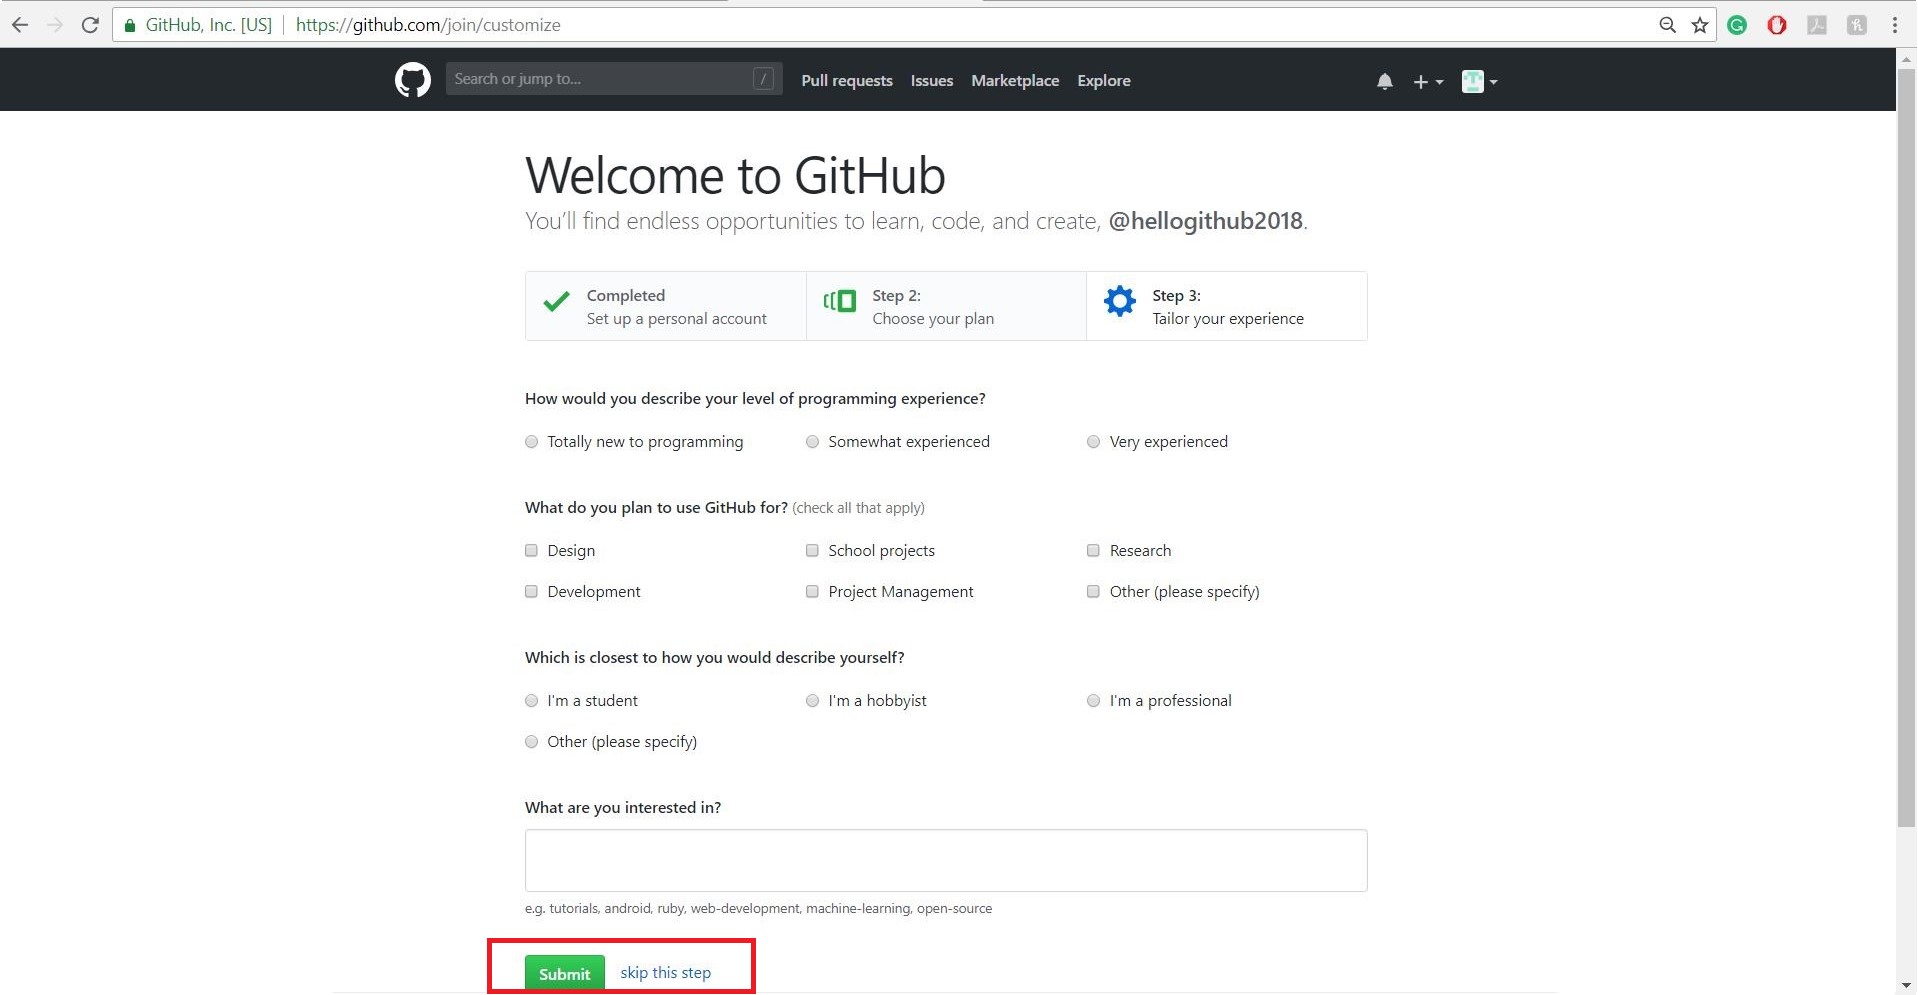 GitHub, Inc. [US] https://github.com/join/customize
Search or jump to... / Pull requests Issues Marketplace Explore
Welcome to GitHub
You’ll find endless opportunities to learn, code, and create, @hellogithub2018.
Completed
Set up a personal account
Step 2:
Choose your plan
Step 3:
Tailor your experience
How would you describe your level of programming experience?
Totally new to programming Somewhat experienced Very experienced
What do you plan to use GitHub for? (check all that apply)
Design School projects Research
Development Project Management Other (please specify)
Which is closest to how you would describe yourself?
I'm a student I'm a hobbyist I'm a professional
Other (please specify)
What are you interested in?
e.g. tutorials, android, ruby, web-development, machine-learning, open-source
Submit skip this step